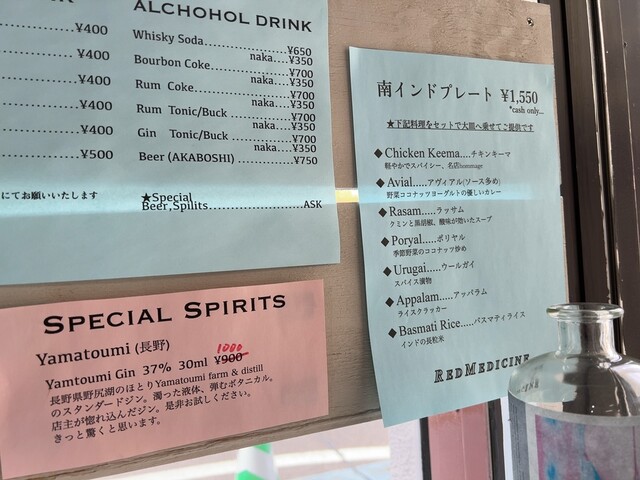 ¥400
¥400
¥400
¥400
¥400
¥500
にてお願いいたします
ALCHOHOL DRINK
Whisky Soda..................¥650
naka....¥350
Bourbon Coke................¥700
naka....¥350
Rum Coke.....................¥700
naka....¥350
Rum Tonic/Buck............¥700
naka....¥350
Gin Tonic/Buck..............¥700
naka....¥350
Beer (AKABOSHI) ............¥750
★Special
Beer,Spilits.......................ASK
SPECIAL SPIRITS
Yamatoumi (長野)
Yamtoumi Gin 37% 30ml ¥900 1000
長野県野尻湖のほとりYamatoumi farm & distill
のスタンダードジン。濁った液体、弾むボタニカル。
店主が惚れ込んだジン。是非お試しください。
きっと驚くと思います。
南インドプレート ¥1,550
*cash only...
★下記料理をセットで大皿へ乗せてご提供です
◆Chicken Keema....チキンキーマ
軽やかでスパイシー、名店hommage
◆Avial.....アヴィアル(ソース多め)
野菜ココナッツヨーグルトの優しいカレー
◆Rasam.....ラッサム
タミンと黒胡椒、酸味が効いたスープ
◆Poryal.....ポリヤル
季節野菜のココナッツ炒め
◆Urugai.....ウールガイ
スパイス漬物
◆Appalam.....アッパラム
ライスクラッカー
◆Basmati Rice.....バスマティライス
インドの長粒米
REDMEDICINE